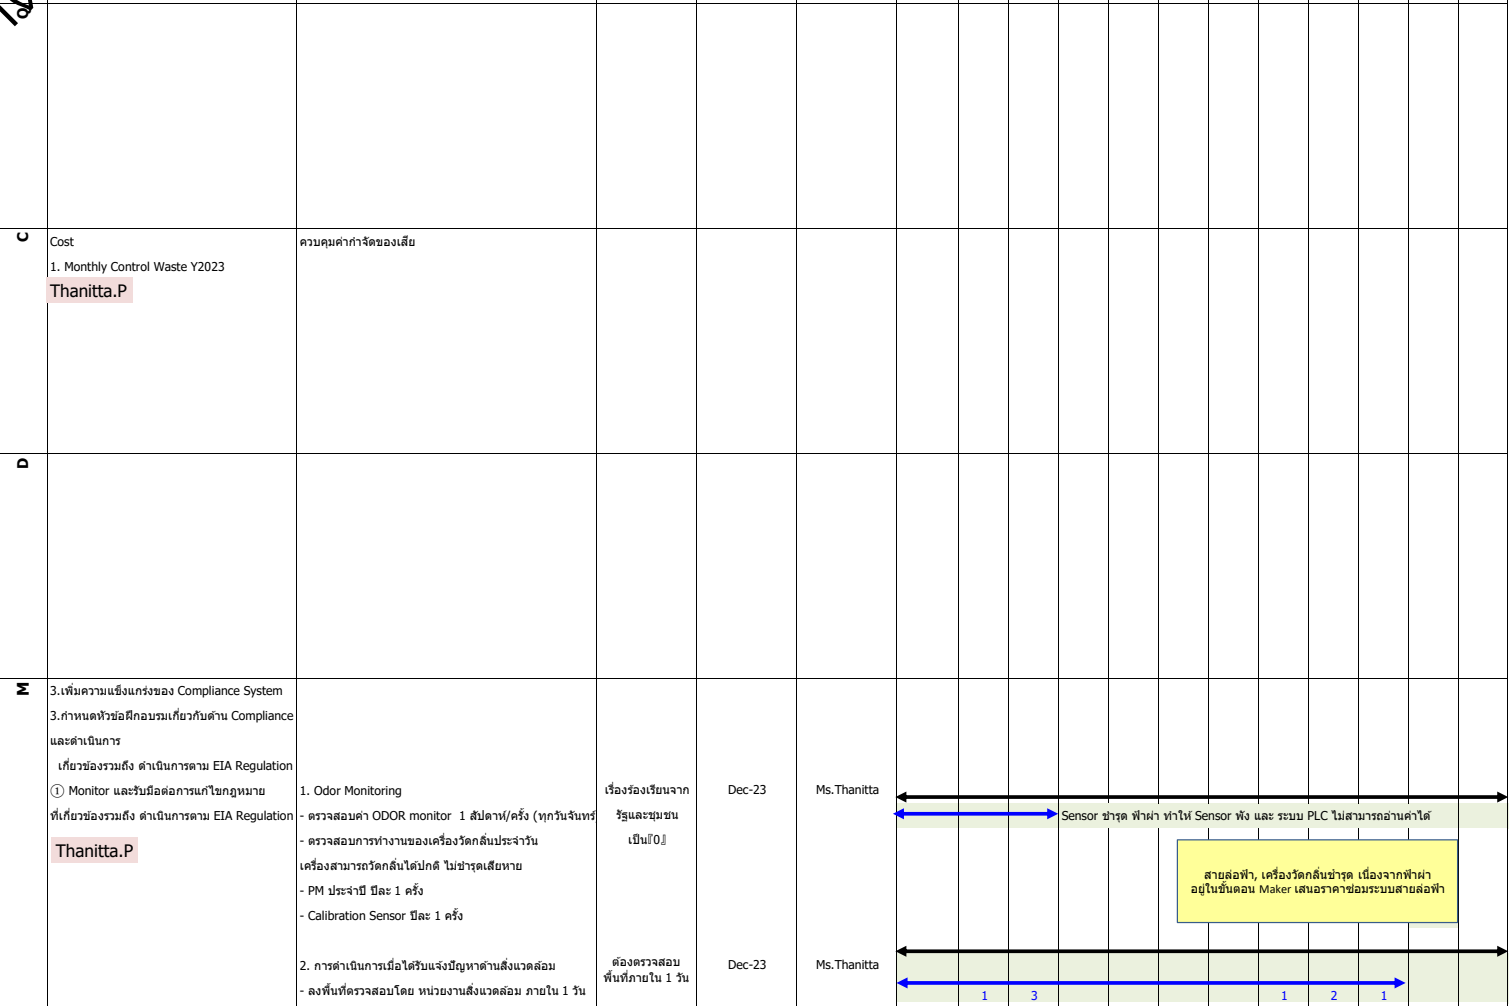 Q
C
Cost
ควบคุมค่ากำจัดของเสีย
1. Monthly Control Waste Y2023
Thanitta.P
D
M
3.เพิ่มความแข็งแกร่งของ Compliance System
3.กำหนดหัวข้อฝึกอบรมเกี่ยวกับด้าน Compliance
และดำเนินการ
เกี่ยวข้องรวมถึง ดำเนินการตาม EIA Regulation
① Monitor และรับมือต่อการแก้ไขกฎหมาย
ที่เกี่ยวข้องรวมถึง ดำเนินการตาม EIA Regulation
Thanitta.P
1. Odor Monitoring
- ตรวจสอบค่า ODOR monitor 1 สัปดาห์/ครั้ง (ทุกวันจันทร์
- ตรวจสอบการทำงานของเครื่องวัดกลิ่นประจำวัน
เครื่องสามารถวัดกลิ่นได้ปกติ ไม่ชำรุดเสียหาย
- PM ประจำปี ปีละ 1 ครั้ง
- Calibration Sensor ปีละ 1 ครั้ง
เรื่องร้องเรียนจาก
รัฐและชุมชน
เป็น『0』
Dec-23
Ms.Thanitta
Sensor ชำรุด ฟ้าผ่า ทำให้ Sensor พัง และ ระบบ PLC ไม่สามารถอ่านค่าได้
สายล่อฟ้า, เครื่องวัดกลิ่นชำรุด เนื่องจากฟ้าผ่า
อยู่ในขั้นตอน Maker เสนอราคาซ่อมระบบสายล่อฟ้า
2. การดำเนินการเมื่อได้รับแจ้งปัญหาด้านสิ่งแวดล้อม
- ลงพื้นที่ตรวจสอบโดย หน่วยงานสิ่งแวดล้อม ภายใน 1 วัน
ต้องตรวจสอบ
พื้นที่ภายใน 1 วัน
Dec-23
Ms.Thanitta
1 3 1 2 1